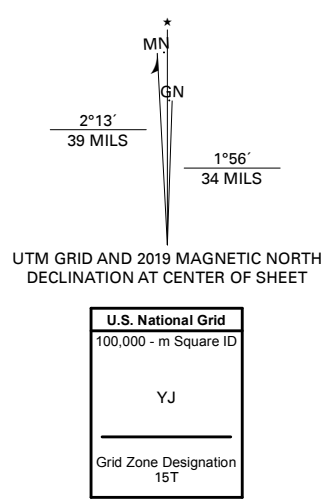 ★
MN
GN
2°13´
39 MILS
1°56´
34 MILS
UTM GRID AND 2019 MAGNETIC NORTH
DECLINATION AT CENTER OF SHEET
U.S. National Grid
100,000 - m Square ID
YJ
Grid Zone Designation
15T